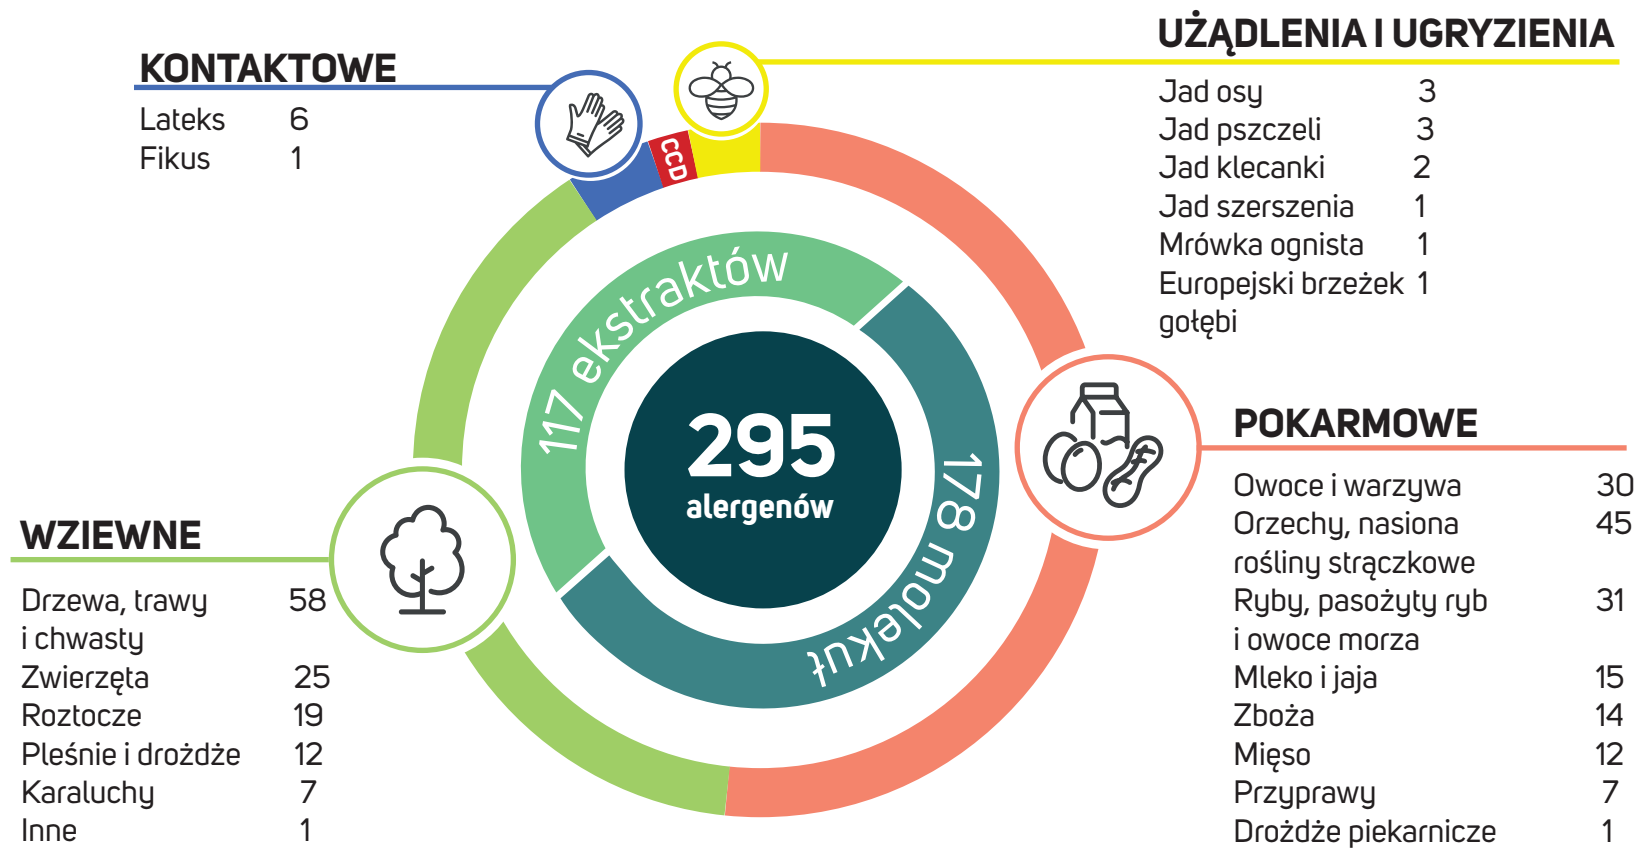 KONTAKTOWE
Lateks 6
Fikus 1
UŻĄDLENIA I UGRYZIENIA
Jad osy 3
Jad pszczeli 3
Jad klecanki 2
Jad szerszenia 1
Mrówka ognista 1
Europejski brzeżek 1
gołębi
CCD
117 ekstraktów
178 molekuł
295
alergenów
WZIEWNE
Drzewa, trawy 58
i chwasty
Zwierzęta 25
Roztocze 19
Pleśnie i drożdże 12
Karaluchy 7
Inne 1
POKARMOWE
Owoce i warzywa 30
Orzechy, nasiona 45
rośliny strączkowe
Ryby, pasożyty ryb 31
i owoce morza
Mleko i jaja 15
Zboża 14
Mięso 12
Przyprawy 7
Drożdże piekarnicze 1